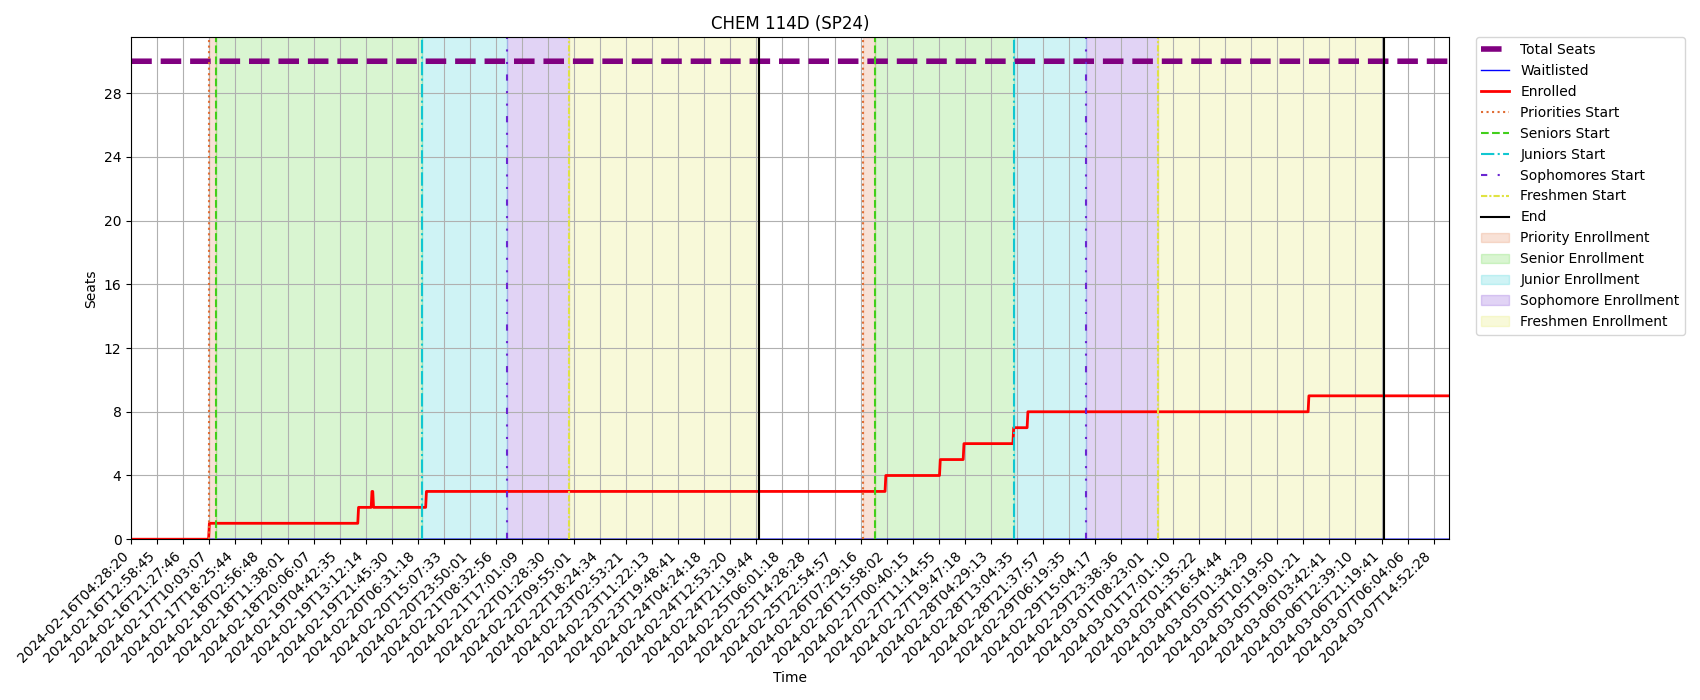 CHEM 114D (SP24)
Seats
28
24
20
16
12
8
4
0
2024-02-16T04:28:20
2024-02-16T12:58:45
2024-02-16T21:27:46
2024-02-17T10:03:07
2024-02-17T18:25:44
2024-02-18T02:56:48
2024-02-18T11:38:01
2024-02-18T20:06:07
2024-02-19T04:42:35
2024-02-19T13:12:14
2024-02-19T21:45:30
2024-02-20T06:31:18
2024-02-20T15:07:33
2024-02-20T23:50:01
2024-02-21T08:32:56
2024-02-21T17:01:09
2024-02-22T01:28:30
2024-02-22T09:55:01
2024-02-22T18:24:34
2024-02-23T02:53:21
2024-02-23T11:22:13
2024-02-23T19:48:41
2024-02-24T04:24:18
2024-02-24T12:53:20
2024-02-24T21:19:44
2024-02-25T06:01:18
2024-02-25T14:28:28
2024-02-25T22:54:57
2024-02-26T07:29:16
2024-02-26T15:58:02
2024-02-27T00:40:15
2024-02-27T11:14:55
2024-02-27T19:47:18
2024-02-28T04:29:13
2024-02-28T13:04:35
2024-02-28T21:37:57
2024-02-29T06:19:35
2024-02-29T15:04:17
2024-02-29T23:38:36
2024-03-01T08:23:01
2024-03-01T17:01:10
2024-03-02T01:35:22
2024-03-04T16:54:44
2024-03-05T01:34:29
2024-03-05T10:19:50
2024-03-05T19:01:21
2024-03-06T03:42:41
2024-03-06T12:39:10
2024-03-06T21:19:41
2024-03-07T06:04:06
2024-03-07T14:52:28
Time
Total Seats
Waitlisted
Enrolled
Priorities Start
Seniors Start
Juniors Start
Sophomores Start
Freshmen Start
End
Priority Enrollment
Senior Enrollment
Junior Enrollment
Sophomore Enrollment
Freshmen Enrollment